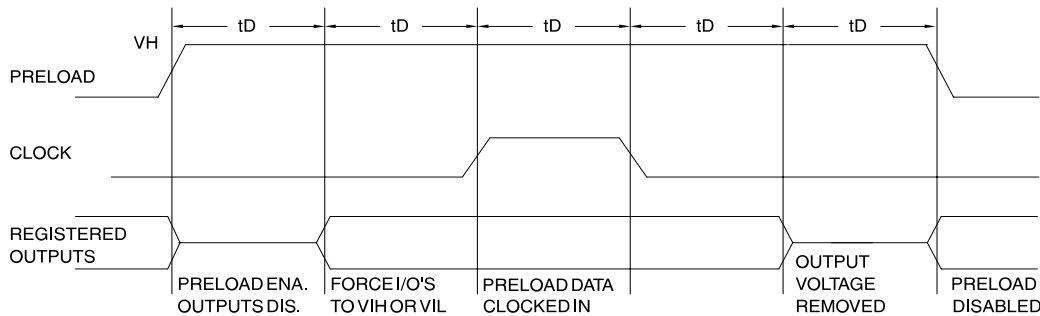 tD tD tD tD tD
VH
PRELOAD
CLOCK
REGISTERED
OUTPUTS
PRELOAD ENA.
OUTPUTS DIS.
FORCE I/O'S
TO VIH OR VIL
PRELOAD DATA
CLOCKED IN
OUTPUT
VOLTAGE
REMOVED
PRELOAD
DISABLED